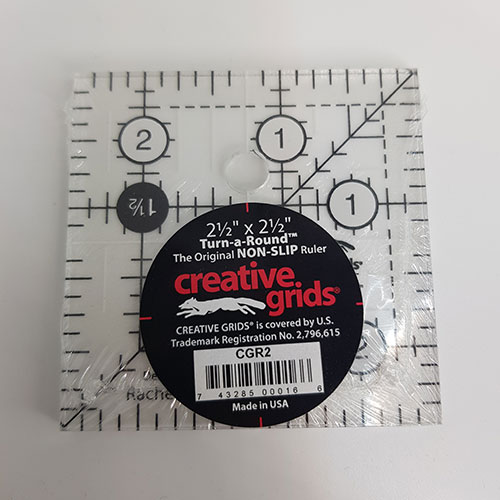 2
1
1½
1
2½" x 2½"
Turn-a-Round™
The Original NON-SLIP Ruler
creative
grids®
CREATIVE GRIDS® is covered by U.S.
Trademark Registration No. 2,796,615
CGR2
7 43285 00016 6
Made in USA